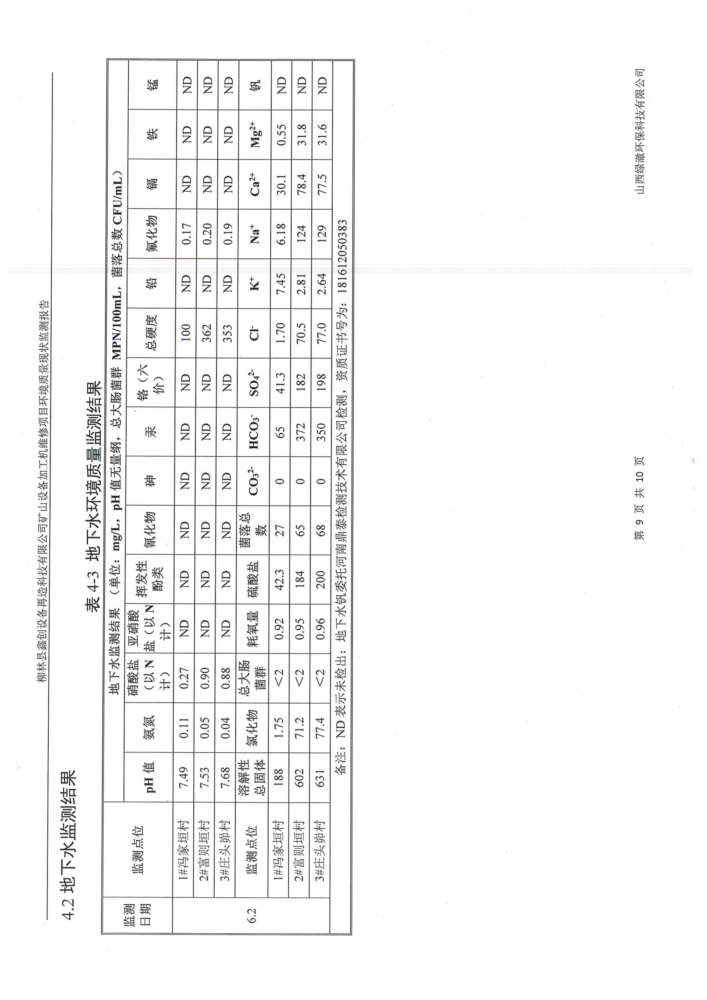 柳林县鑫创设备再造科技有限公司矿山设备加工机维修项目环境质量现状监测报告
4.2 地下水监测结果
表 4-3 地下水环境质量监测结果
监测日期 监测点位 地下水监测结果（单位：mg/L，pH 值无量纲，总大肠菌群 MPN/100mL，菌落总数 CFU/mL）
pH 值 氨氮 硝酸盐（以 N 计） 亚硝酸盐（以 N 计） 挥发性酚类 氰化物 砷 汞 铬（六价） 总硬度 铅 氟化物 镉 铁 锰
6.2
1#冯家垣村 7.49 0.11 0.27 ND ND ND ND ND ND 100 ND 0.17 ND ND ND
2#富则垣村 7.53 0.05 0.90 ND ND ND ND ND ND 362 ND 0.20 ND ND ND
3#庄头峁村 7.68 0.04 0.88 ND ND ND ND ND ND 353 ND 0.19 ND ND ND
监测点位 溶解性总固体 氯化物 总大肠菌群 耗氧量 硫酸盐 菌落总数 CO₃²⁻ HCO₃⁻ SO₄²⁻ Cl⁻ K⁺ Na⁺ Ca²⁺ Mg²⁺ 钒
1#冯家垣村 188 1.75 <2 0.92 42.3 27 0 65 41.3 1.70 7.45 6.18 30.1 0.55 ND
2#富则垣村 602 71.2 <2 0.95 184 65 0 372 182 70.5 2.81 124 78.4 31.8 ND
3#庄头峁村 631 77.4 <2 0.96 200 68 0 350 198 77.0 2.64 129 77.5 31.6 ND
备注：ND 表示未检出；地下水钒委托河南鼎泰检测技术有限公司检测，资质证书号为：181612050383
第 9 页 共 10 页
山西绿澈环保科技有限公司